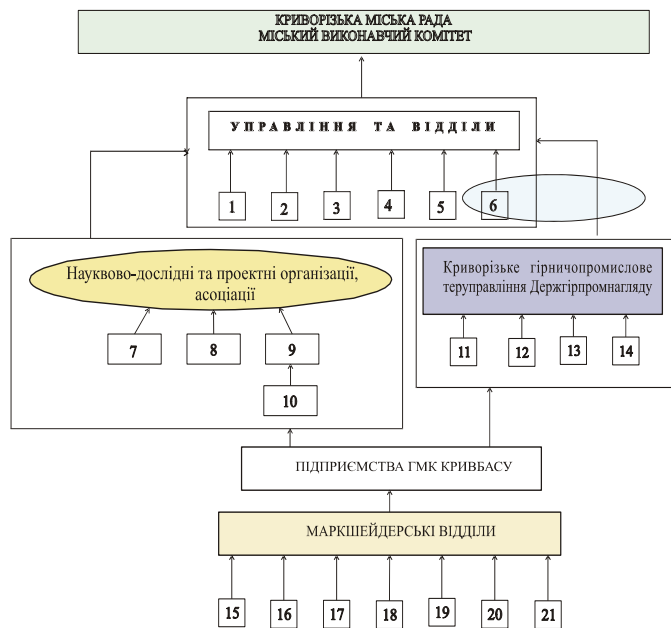 КРИВОРІЗЬКА МІСЬКА РАДА
МІСЬКИЙ ВИКОНАВЧИЙ КОМІТЕТ
УПРАВЛІННЯ ТА ВІДДІЛИ
1 2 3 4 5 6
Науквово-дослідні та проектні організації,
асоціації
7 8 9
10
Криворізьке гірничопромислове
теруправління Держгірпромнагляду
11 12 13 14
ПІДПРИЄМСТВА ГМК КРИВБАСУ
МАРКШЕЙДЕРСЬКІ ВІДДІЛИ
15 16 17 18 19 20 21